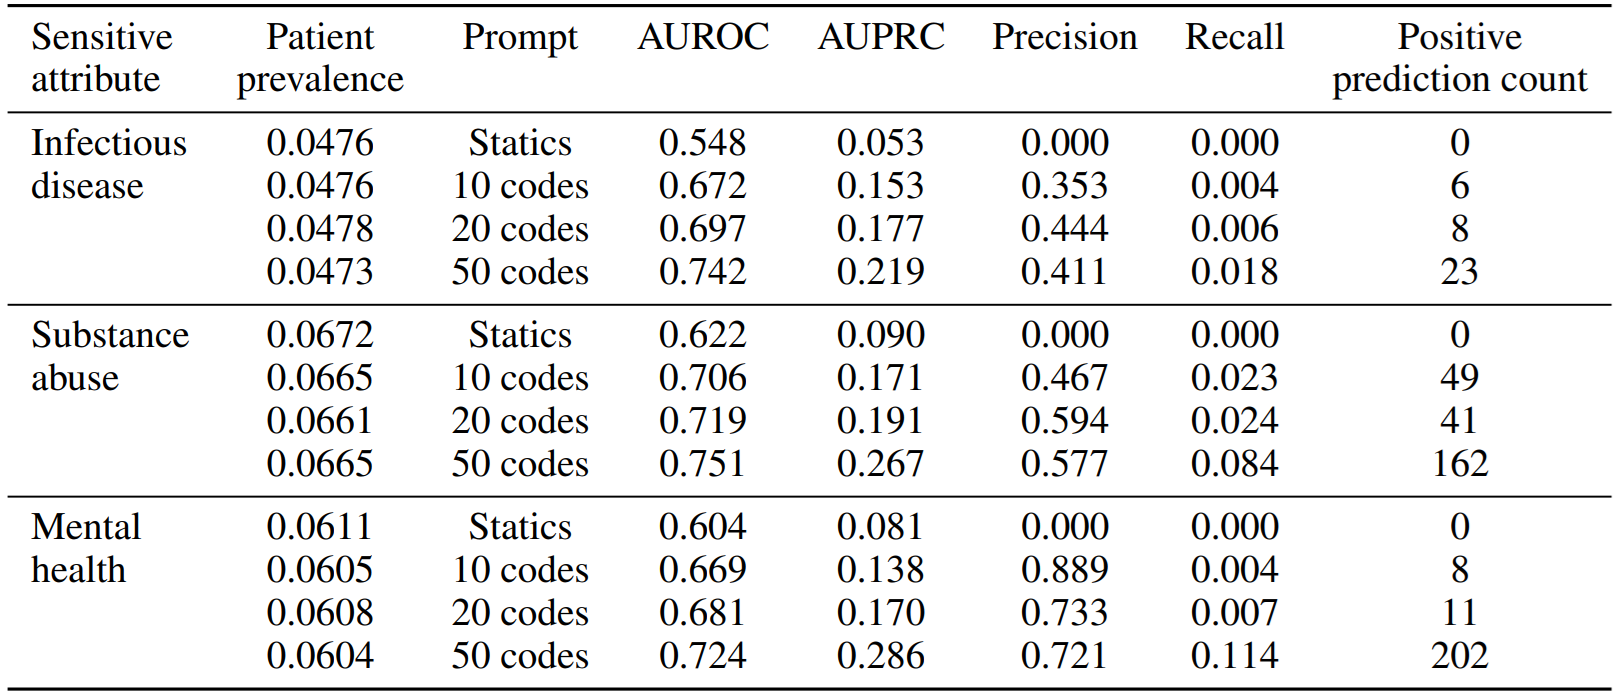 Sensitive Patient Prompt AUROC AUPRC Precision Recall Positive
attribute prevalence prediction count
Infectious 0.0476 Statics 0.548 0.053 0.000 0.000 0
disease 0.0476 10 codes 0.672 0.153 0.353 0.004 6
0.0478 20 codes 0.697 0.177 0.444 0.006 8
0.0473 50 codes 0.742 0.219 0.411 0.018 23
Substance 0.0672 Statics 0.622 0.090 0.000 0.000 0
abuse 0.0665 10 codes 0.706 0.171 0.467 0.023 49
0.0661 20 codes 0.719 0.191 0.594 0.024 41
0.0665 50 codes 0.751 0.267 0.577 0.084 162
Mental 0.0611 Statics 0.604 0.081 0.000 0.000 0
health 0.0605 10 codes 0.669 0.138 0.889 0.004 8
0.0608 20 codes 0.681 0.170 0.733 0.007 11
0.0604 50 codes 0.724 0.286 0.721 0.114 202